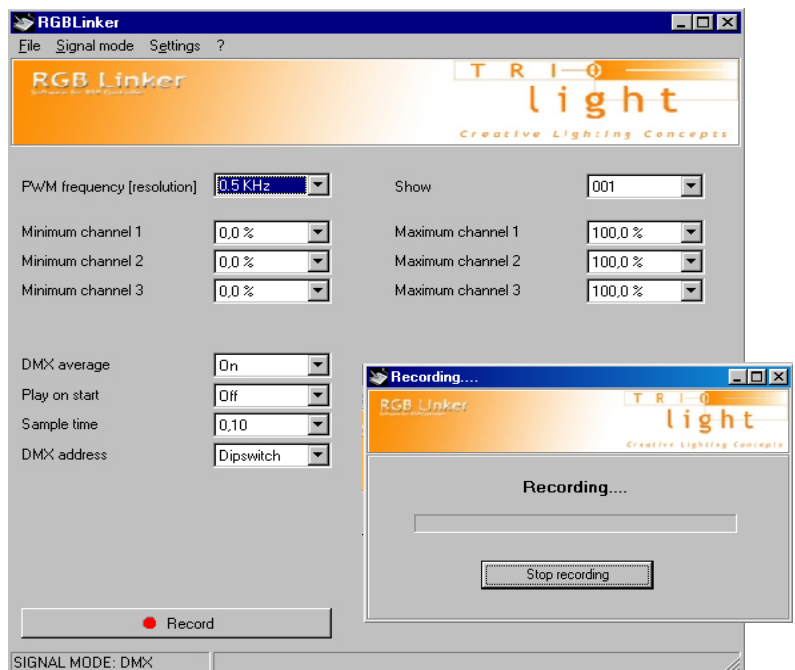 RGBLinker
File Signal mode Settings ?
RGB Linker
TRIO
light
Creative Lighting Concepts
PWM frequency [resolution] 0.5 KHz Show 001
Minimum channel 1 0,0 % Maximum channel 1 100,0 %
Minimum channel 2 0,0 % Maximum channel 2 100,0 %
Minimum channel 3 0,0 % Maximum channel 3 100,0 %
DMX average On
Play on start Off
Sample time 0,10
DMX address Dipswitch
Record
SIGNAL MODE: DMX
Recording....
RGB Linker
TRIO
light
Creative Lighting Concepts
Recording....
Stop recording